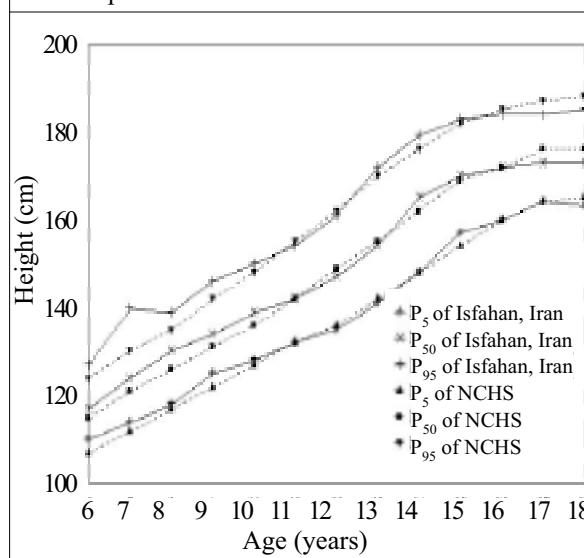 200
180
160
140
120
100
Height (cm)
P5 of Isfahan, Iran
P50 of Isfahan, Iran
P95 of Isfahan, Iran
P5 of NCHS
P50 of NCHS
P95 of NCHS
6 7 8 9 10 11 12 13 14 15 16 17 18
Age (years)